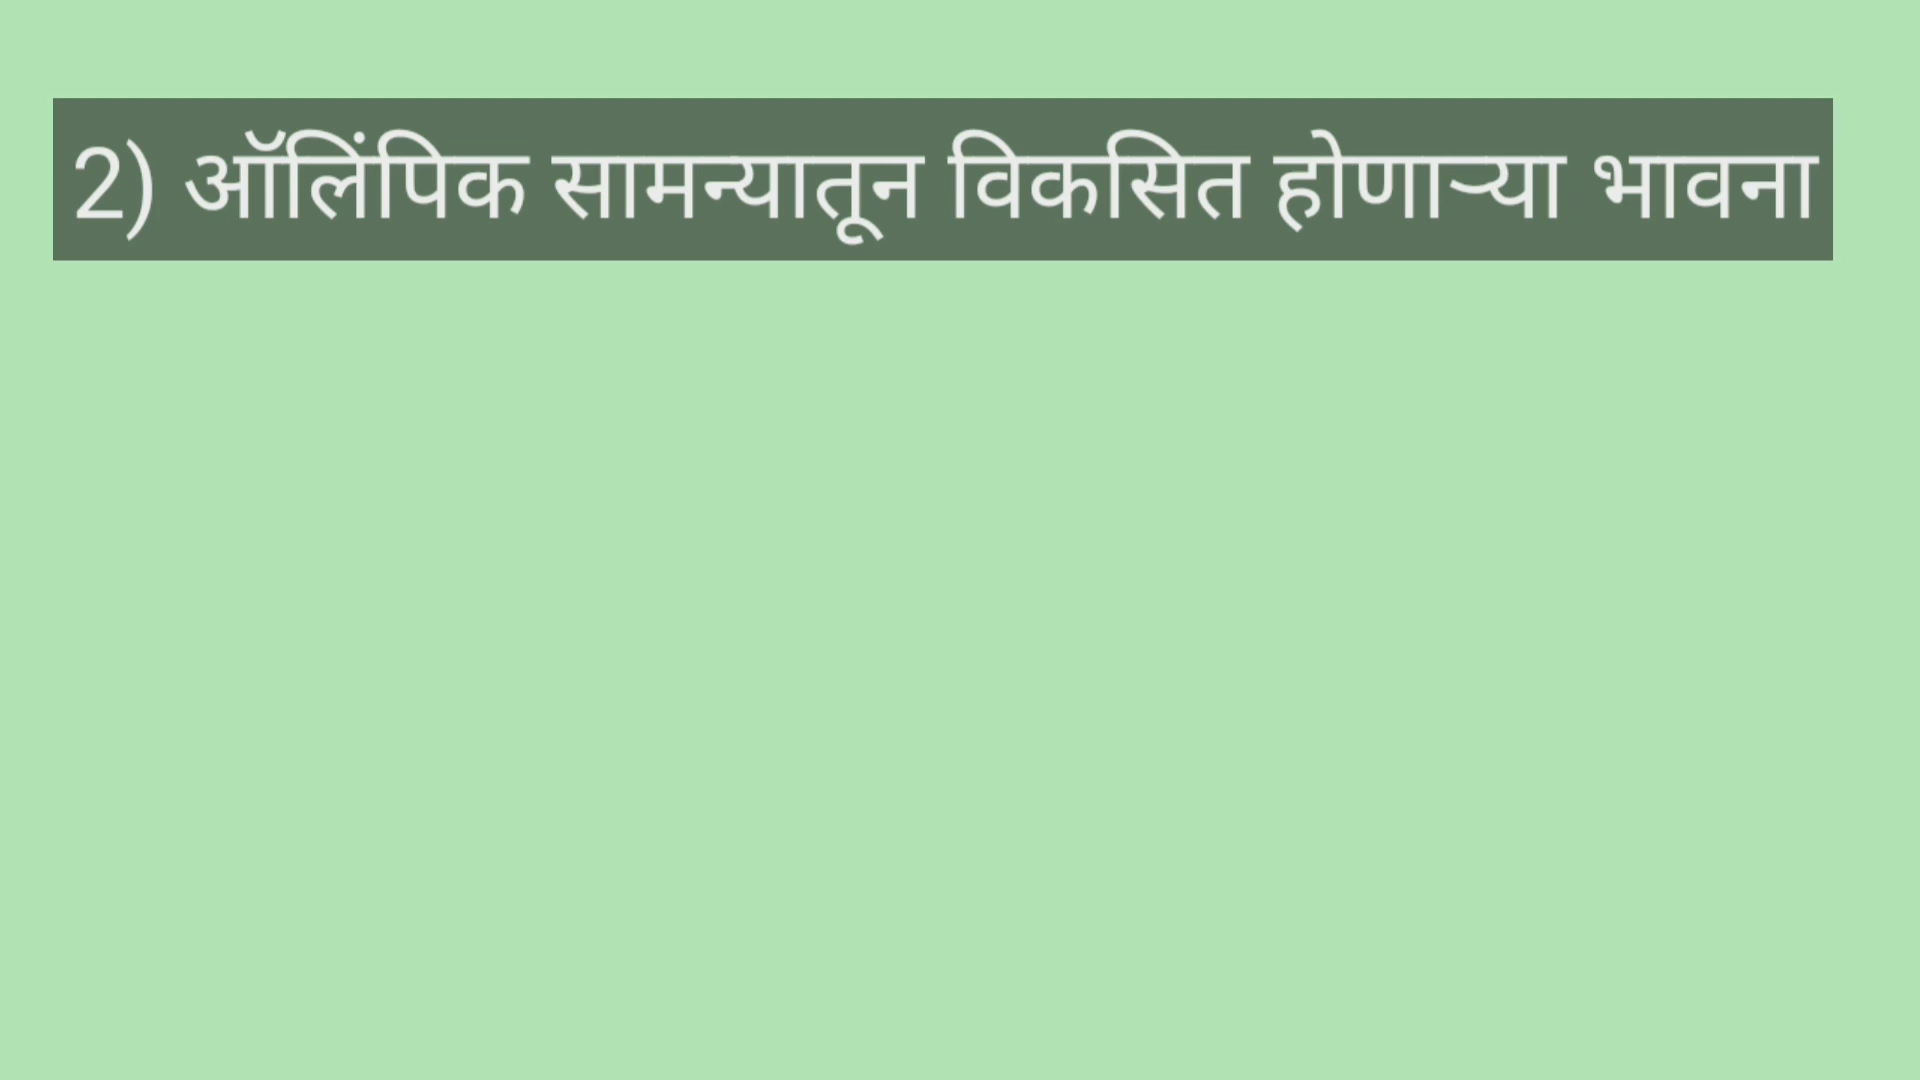 2) ऑलिंपिक सामन्यातून विकसित होणाऱ्या भावना